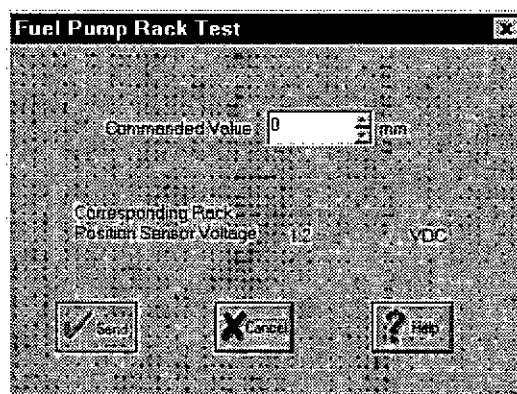 Fuel Pump Rack Test
Commanded Value 0 mm
Corresponding Rack
Position Sensor Voltage 1.2 VDC
Send Cancel Help